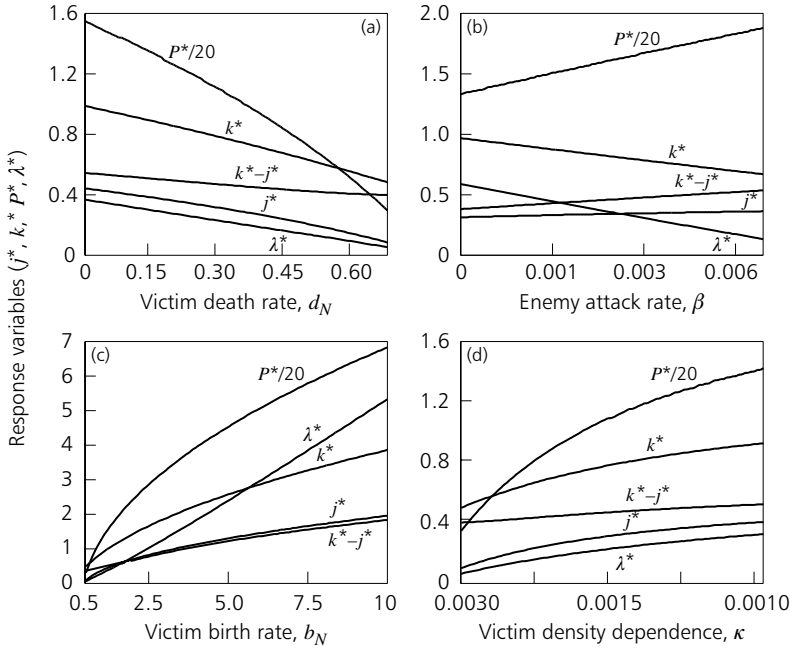 Response variables (j*, k,* P*, λ*)
(a)
1.6
1.2
0.8
0.4
0
P*/20
k*
k*–j*
j*
λ*
0 0.15 0.30 0.45 0.60
Victim death rate, d_N
(b)
2.0
1.5
1.0
0.5
0
P*/20
k*
k*–j*
j*
λ*
0 0.001 0.003 0.006
Enemy attack rate, β
(c)
7
6
5
4
3
2
1
0
P*/20
λ*
k*
j*
k*–j*
0.5 2.5 5.0 7.5 10
Victim birth rate, b_N
(d)
1.6
1.2
0.8
0.4
0
P*/20
k*
k*–j*
j*
λ*
0.0030 0.0015 0.0010
Victim density dependence, κ